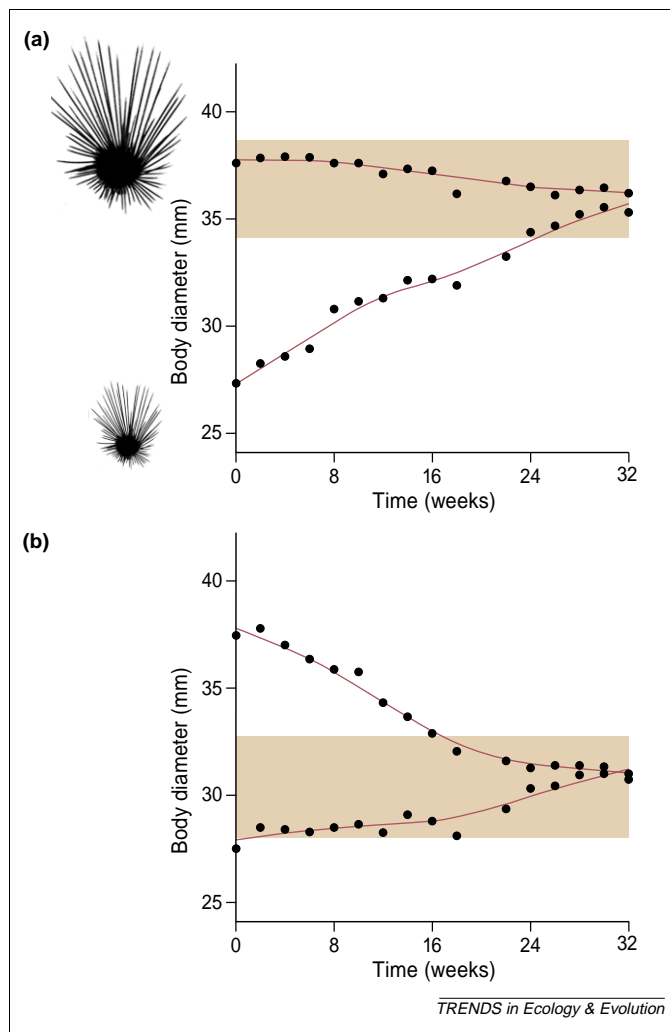 (a)
40
35
30
25
Body diameter (mm)
0 8 16 24 32
Time (weeks)
(b)
40
35
30
25
Body diameter (mm)
0 8 16 24 32
Time (weeks)
TRENDS in Ecology & Evolution